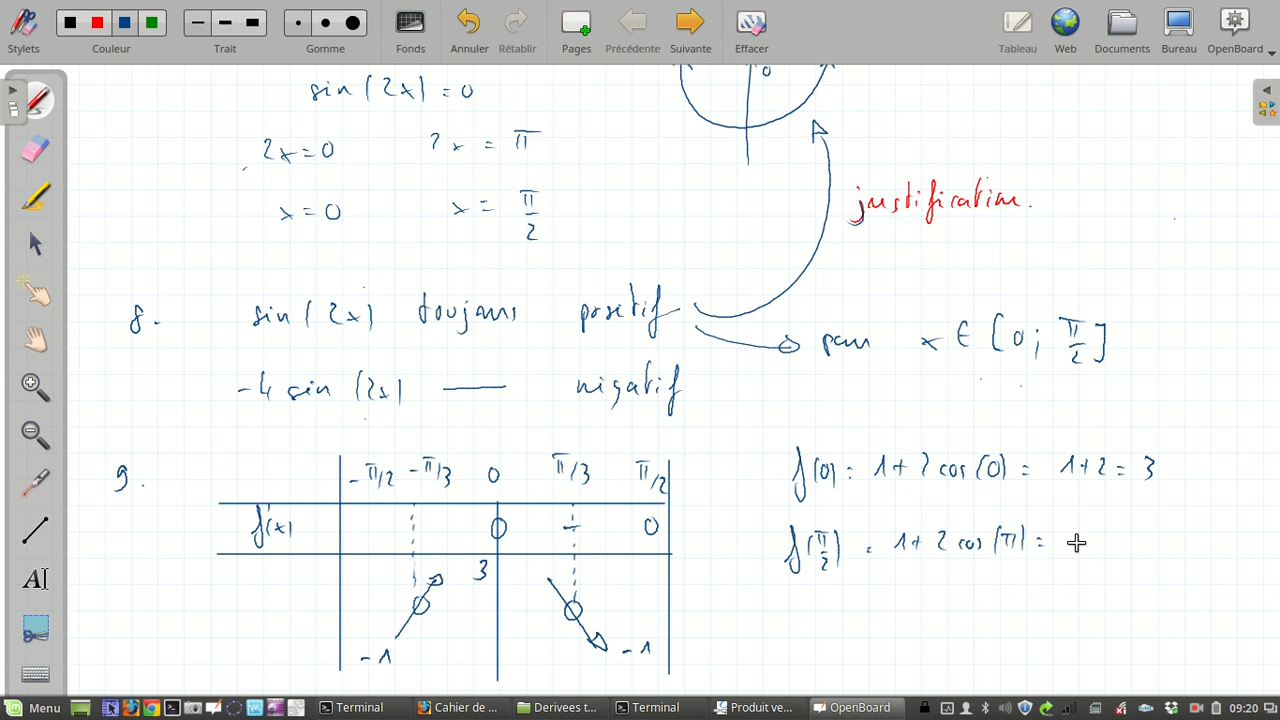 Stylets Couleur Trait Gomme Fonds Annuler Rétablir Pages Précédente Suivante Effacer Tableau Web Documents Bureau OpenBoard
0
sin(2x) = 0
2x = 0 2x = π
x = 0 x = π/2
justification.
8. sin(2x) toujours positif
pour x ∈ [0; π/2]
-4 sin(2x) —— négatif
9. -π/2 -π/3 0 π/3 π/2
f'(x) 0 - 0
3
-1 -1
f(0) = 1+2 cos(0) = 1+2 = 3
f(π/2) = 1+2 cos(π) =
Menu Terminal Cahier de ... Derivees t... Terminal Produit ve... OpenBoard 09:20